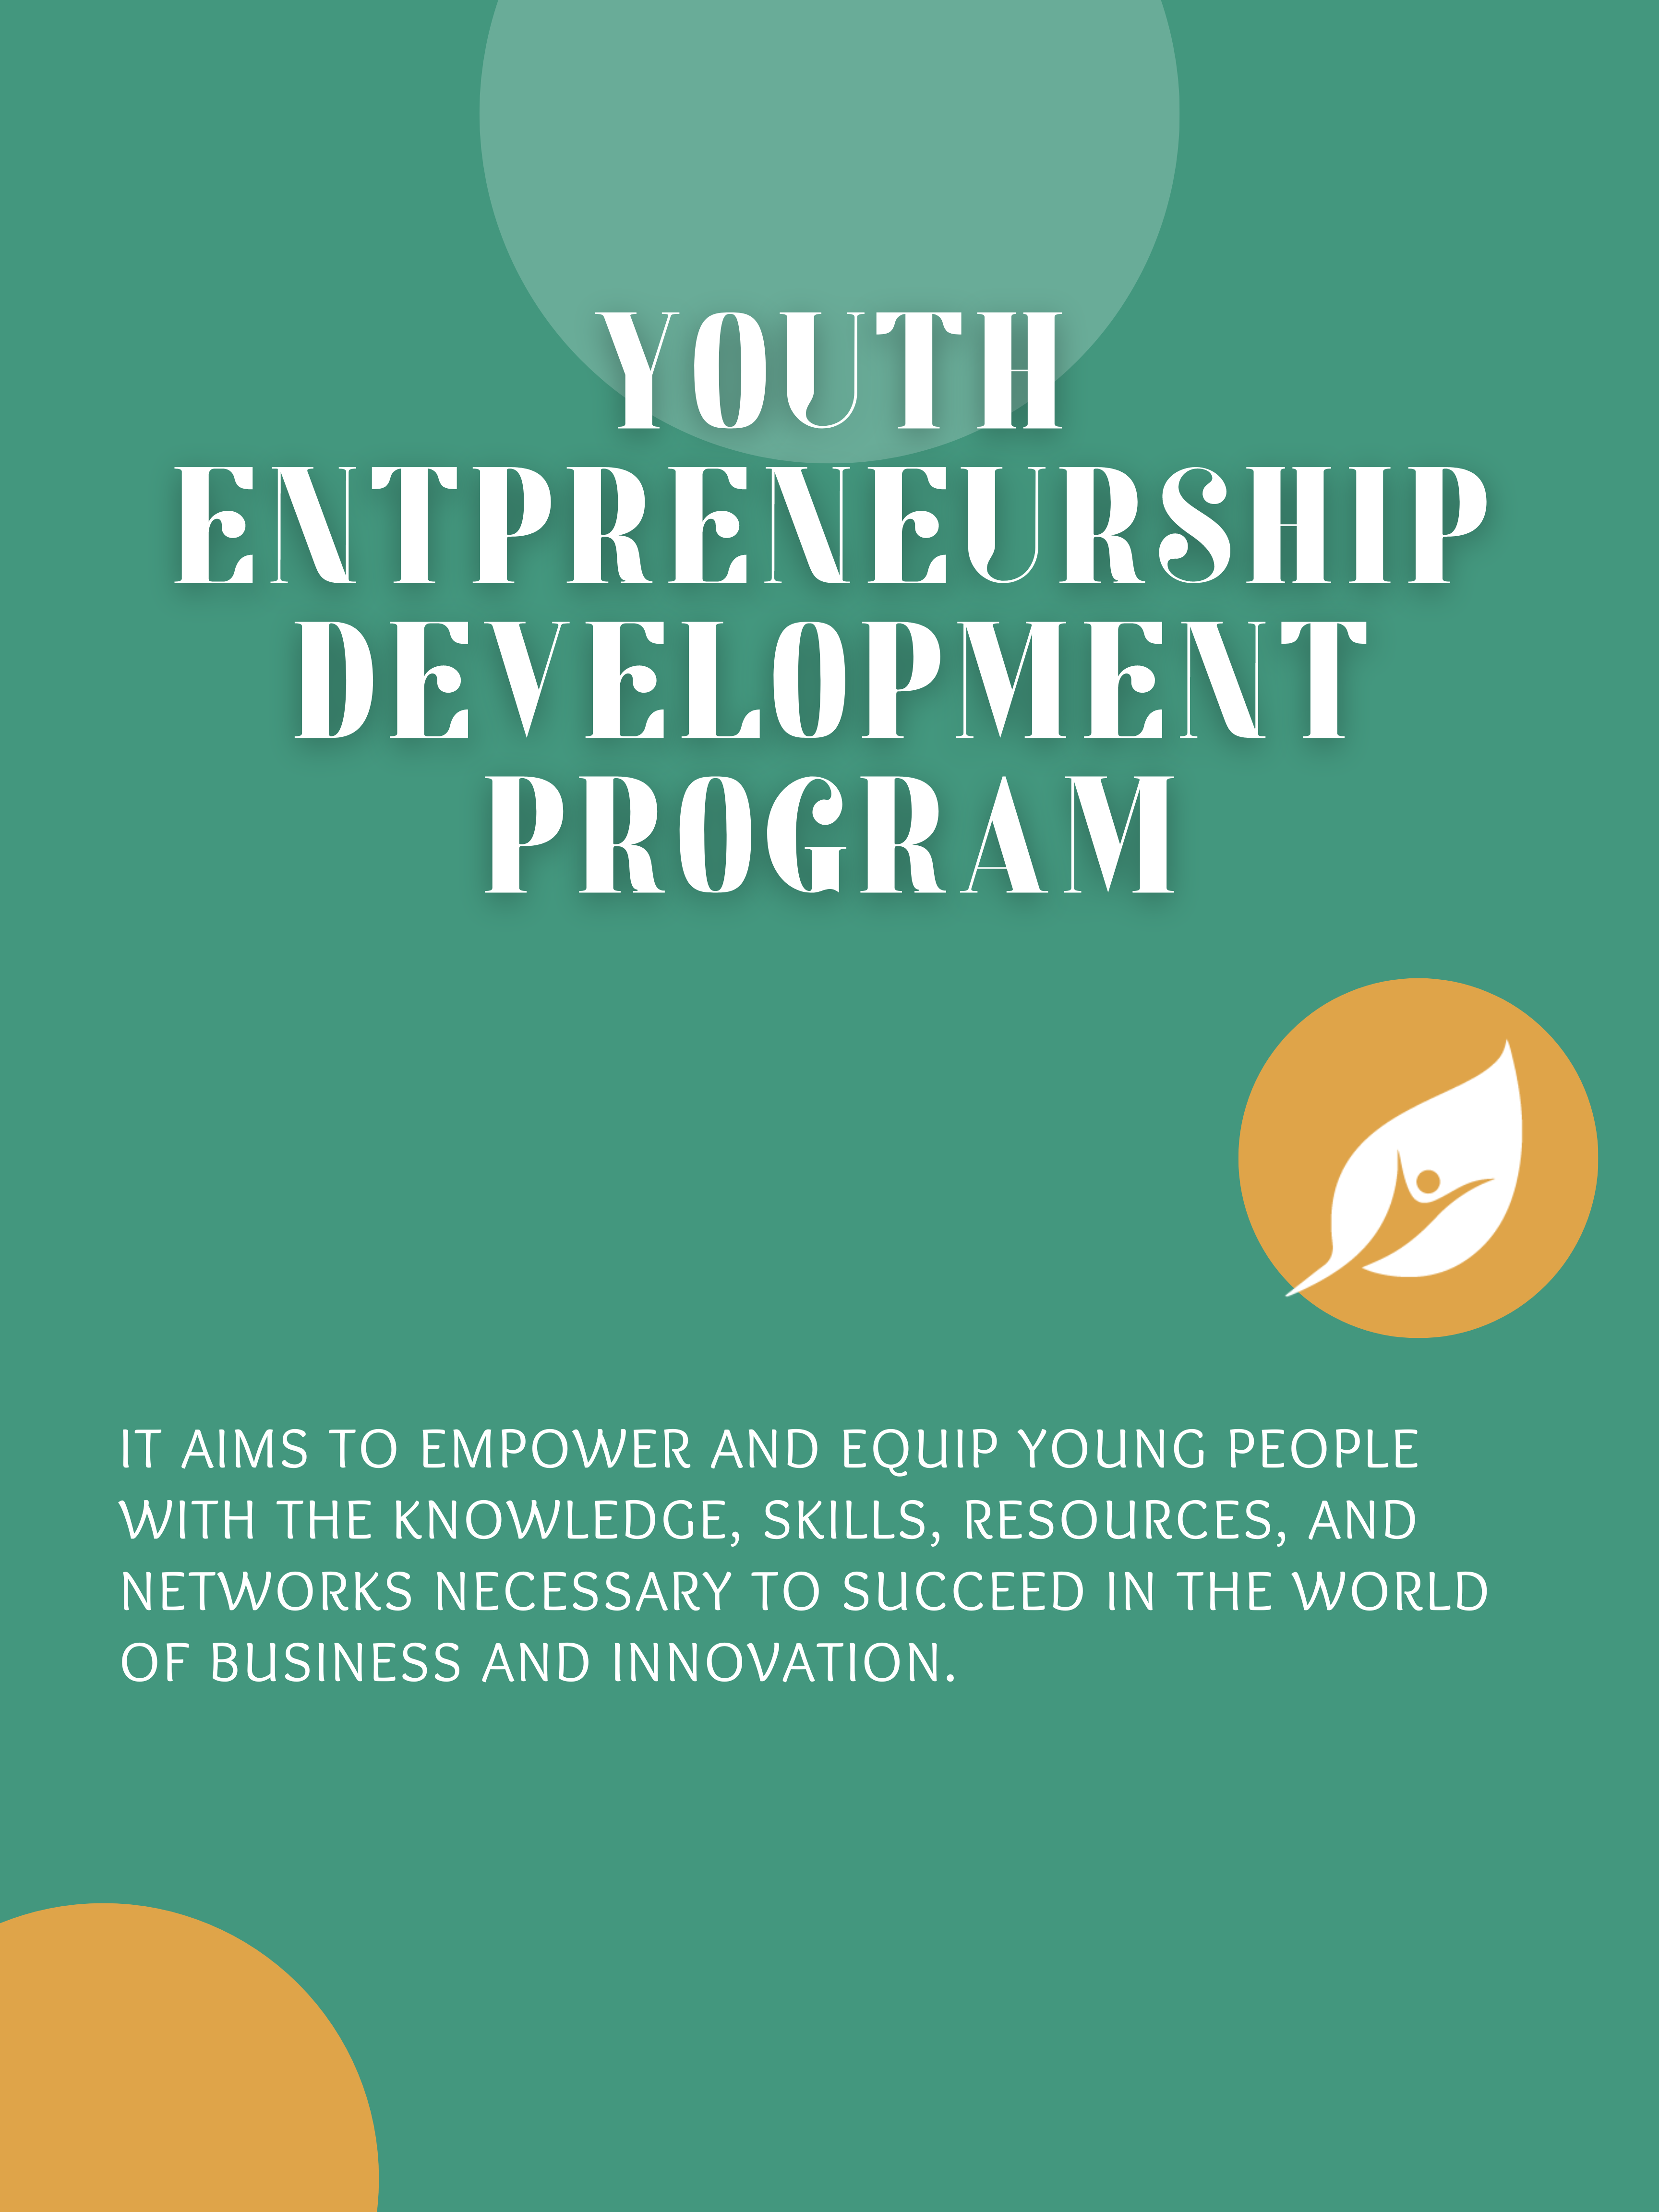 YOUTH
ENTPRENEURSHIP
DEVELOPMENT
PROGRAM
IT AIMS TO EMPOWER AND EQUIP YOUNG PEOPLE
WITH THE KNOWLEDGE, SKILLS, RESOURCES, AND
NETWORKS NECESSARY TO SUCCEED IN THE WORLD
OF BUSINESS AND INNOVATION.